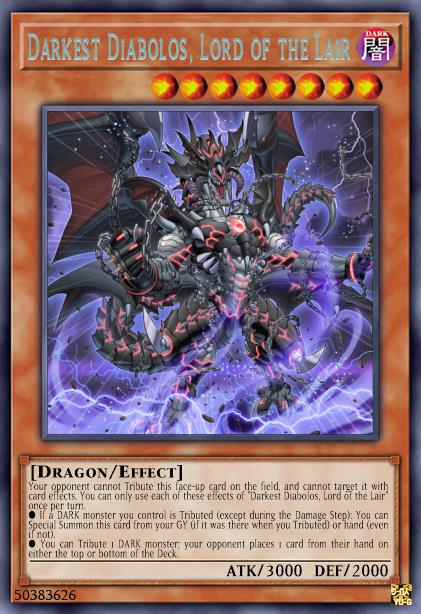 Darkest Diabolos, Lord of the Lair
DARK
闇
[Dragon/Effect]
Your opponent cannot Tribute this face-up card on the field, and cannot target it with
card effects. You can only use each of these effects of "Darkest Diabolos, Lord of the Lair"
once per turn.
● If a DARK monster you control is Tributed (except during the Damage Step): You can
Special Summon this card from your GY (if it was there when you Tributed) or hand (even
if not).
● You can Tribute 1 DARK monster; your opponent places 1 card from their hand on
either the top or bottom of the Deck.
ATK/3000 DEF/2000
50383626